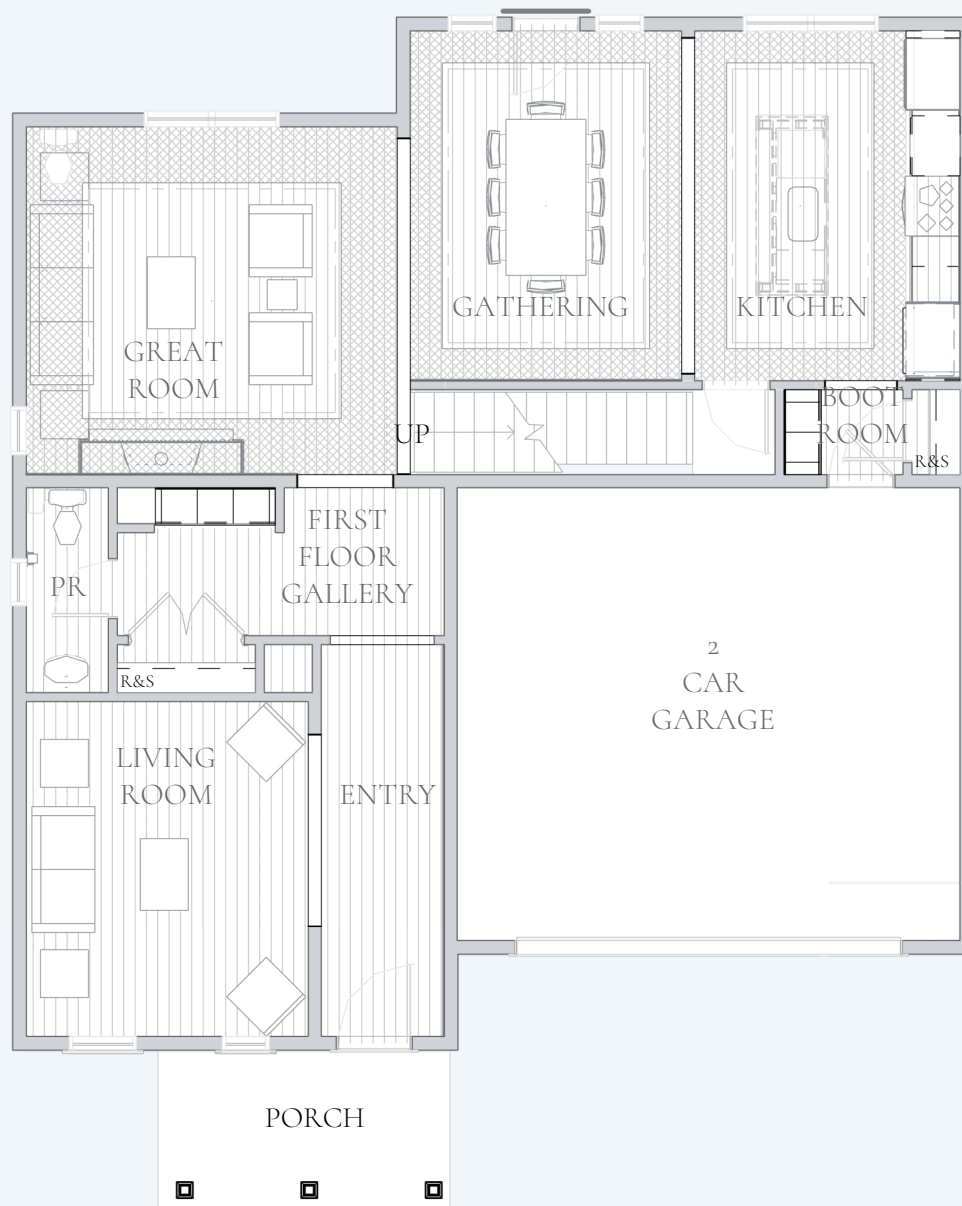 GATHERING
KITCHEN
GREAT
ROOM
UP
BOOT
ROOM
R&S
FIRST
FLOOR
GALLERY
PR
R&S
2
CAR
GARAGE
LIVING
ROOM
ENTRY
PORCH